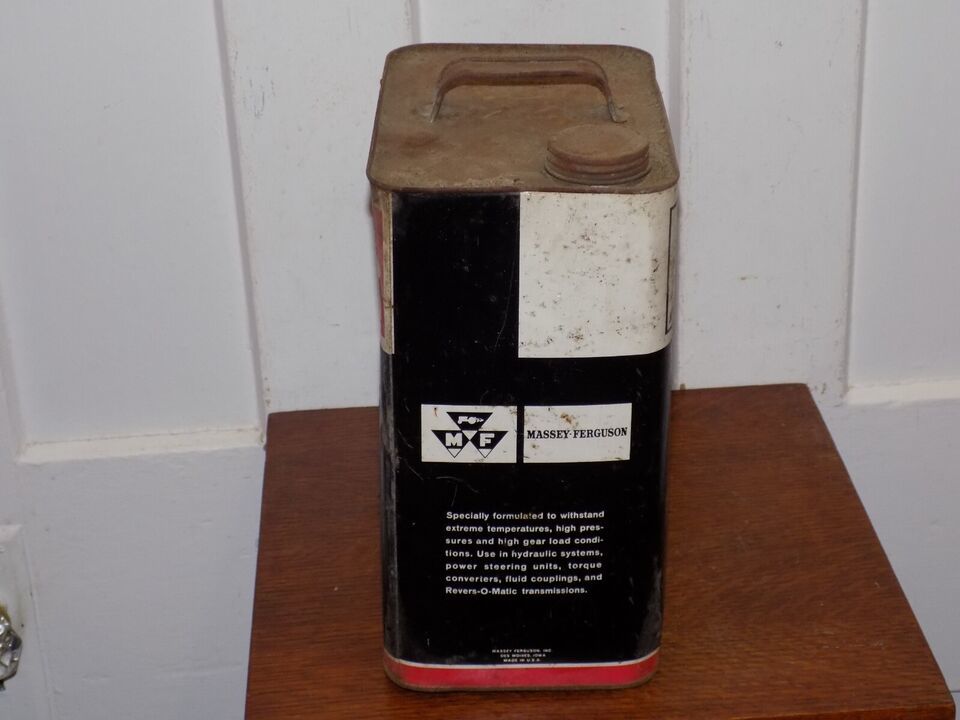 MF
MASSEY-FERGUSON
Specially formulated to withstand
extreme temperatures, high pres-
sures and high gear load condi-
tions. Use in hydraulic systems,
power steering units, torque
converters, fluid couplings, and
Revers-O-Matic transmissions.
MASSEY FERGUSON, INC.
DES MOINES, IOWA
MADE IN U.S.A.